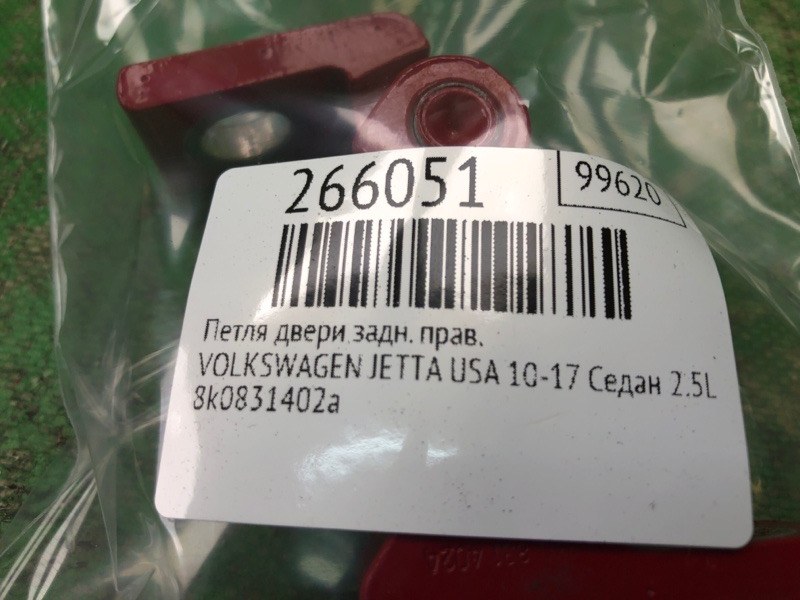 266051
99620
Петля двери задн. прав.
VOLKSWAGEN JETTA USA 10-17 Седан 2.5L
8k0831402a